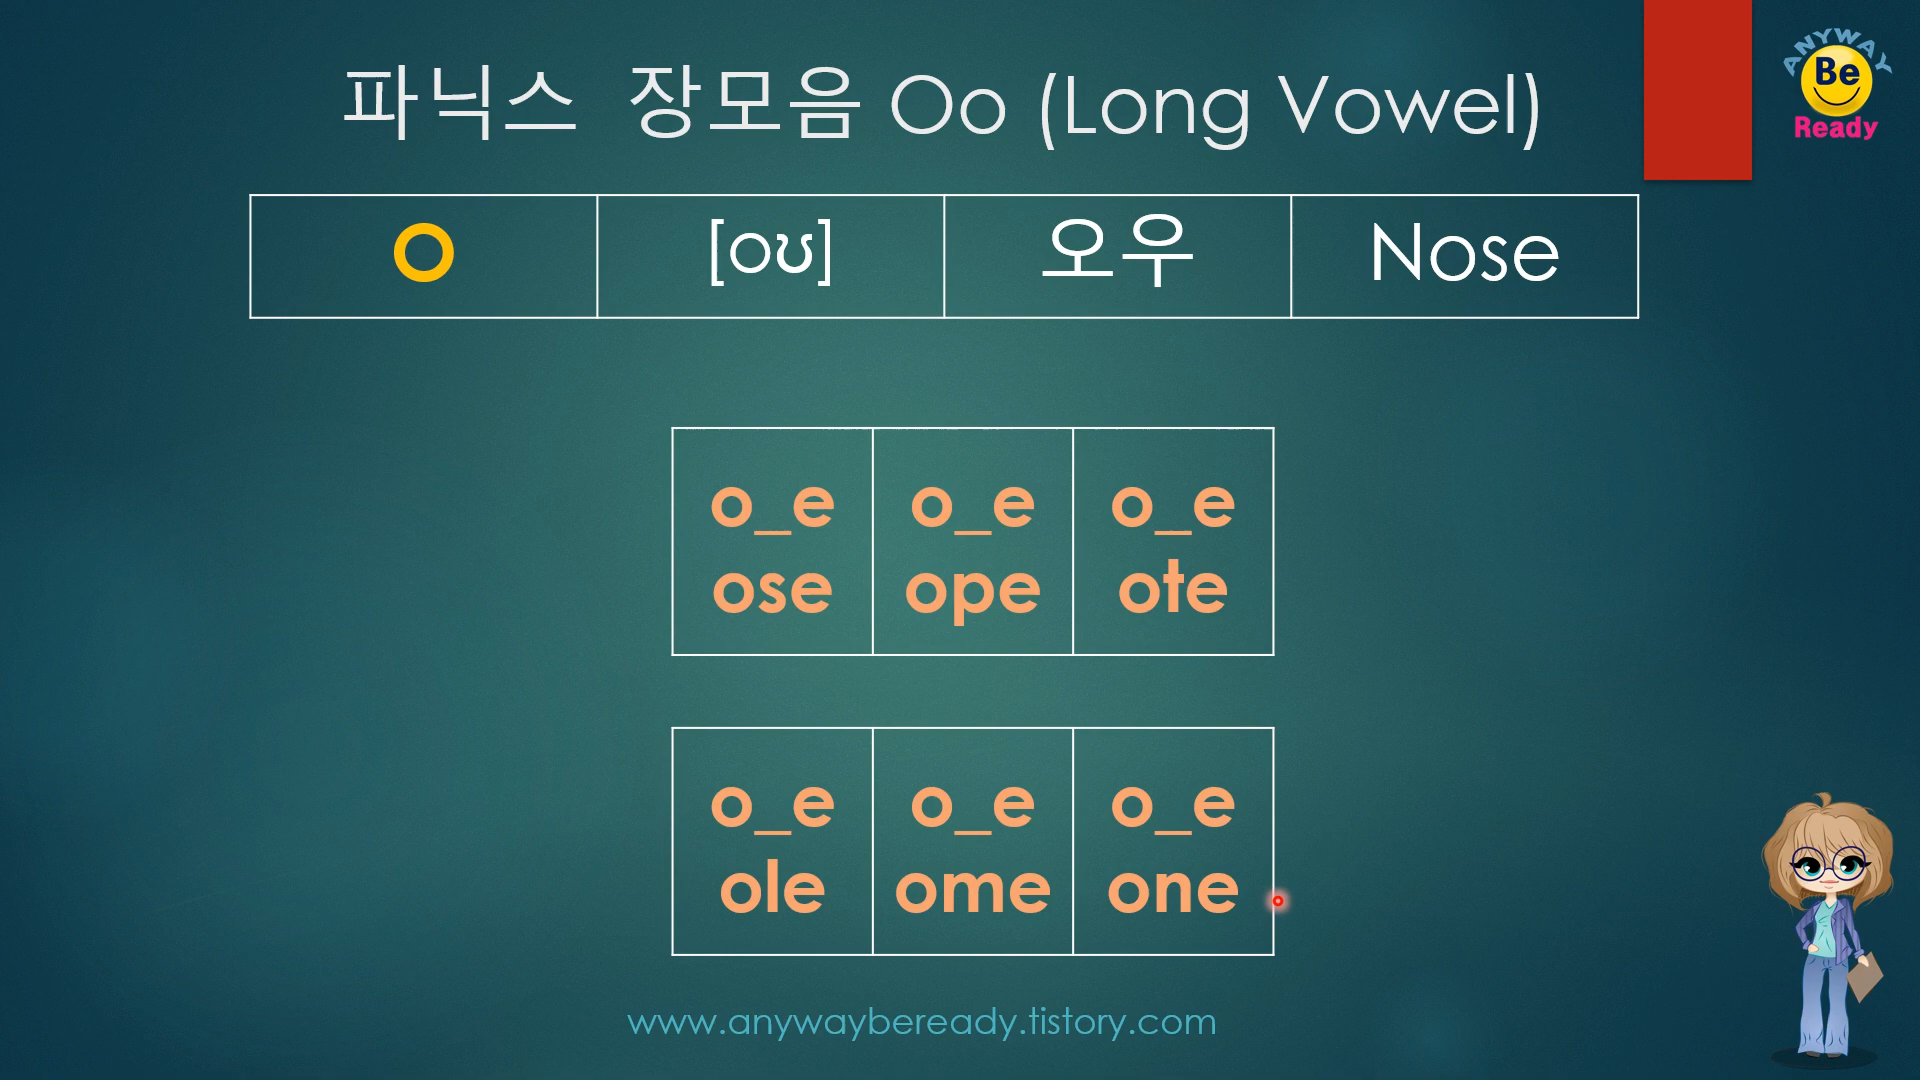 파닉스 장모음 Oo (Long Vowel)
ANYWAY
Be
Ready
o [oʊ] 오우 Nose
o_e o_e o_e
ose ope ote
o_e o_e o_e
ole ome one
www.anywaybeready.tistory.com